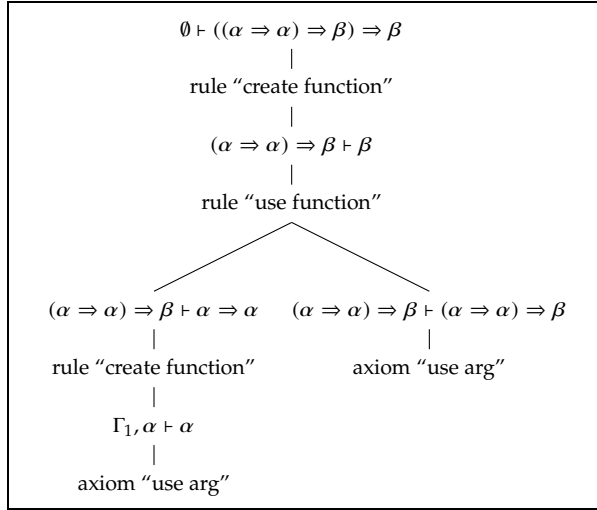 ∅ ⊢ ((α ⇒ α) ⇒ β) ⇒ β
rule “create function”
(α ⇒ α) ⇒ β ⊢ β
rule “use function”
(α ⇒ α) ⇒ β ⊢ α ⇒ α (α ⇒ α) ⇒ β ⊢ (α ⇒ α) ⇒ β
rule “create function” axiom “use arg”
Γ₁, α ⊢ α
axiom “use arg”